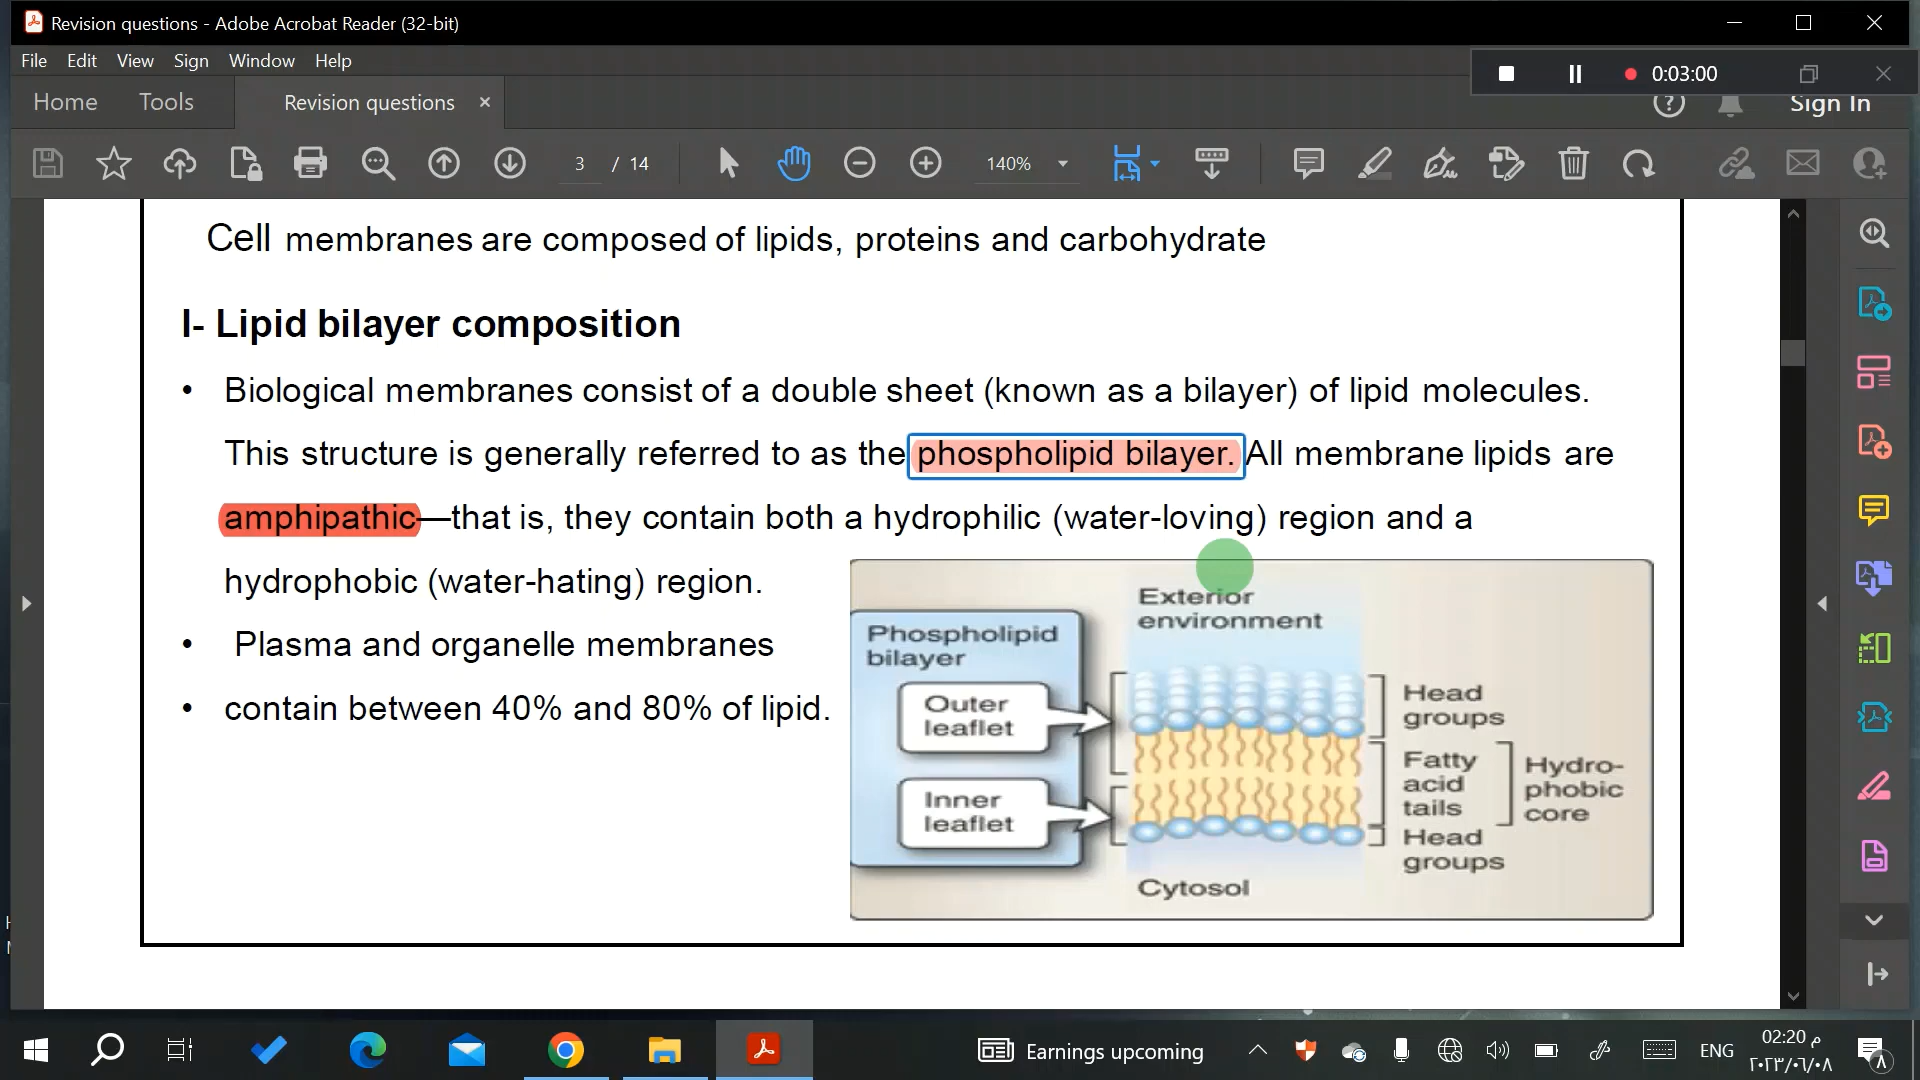 Revision questions - Adobe Acrobat Reader (32-bit)
File Edit View Sign Window Help
0:03:00
Home Tools Revision questions ×
Sign In
3 / 14 140%
Cell membranes are composed of lipids, proteins and carbohydrate
I- Lipid bilayer composition
• Biological membranes consist of a double sheet (known as a bilayer) of lipid molecules.
This structure is generally referred to as the phospholipid bilayer. All membrane lipids are
amphipathic—that is, they contain both a hydrophilic (water-loving) region and a
hydrophobic (water-hating) region.
• Plasma and organelle membranes
• contain between 40% and 80% of lipid.
Exterior
environment
Phospholipid
bilayer
Outer
leaflet
Inner
leaflet
Head
groups
Fatty
acid
tails
Hydro-
phobic
core
Head
groups
Cytosol
Earnings upcoming
ENG
02:20 م
٢٠٢٣/٠٦/٠٨
٨